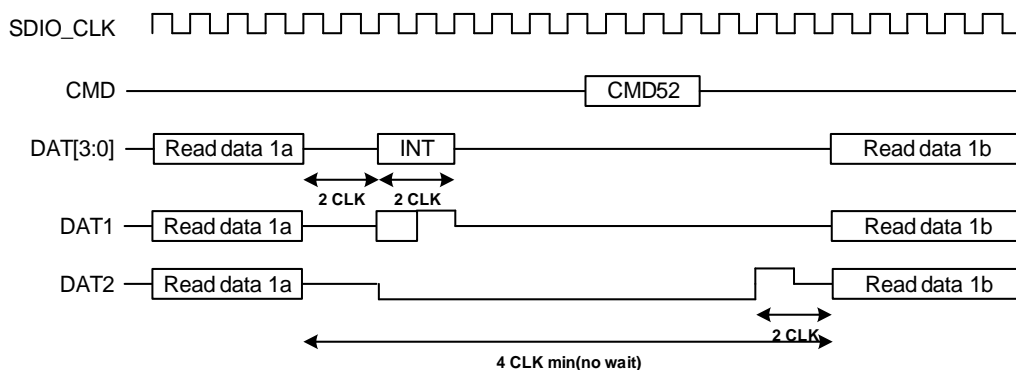 SDIO_CLK
CMD CMD52
DAT[3:0] Read data 1a INT Read data 1b
2 CLK 2 CLK
DAT1 Read data 1a Read data 1b
DAT2 Read data 1a Read data 1b
2 CLK
4 CLK min(no wait)